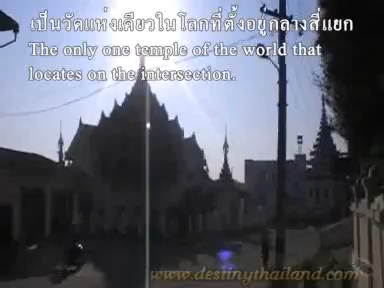 เป็นวัดแห่งเดียวในโลกที่ตั้งอยู่กลางสี่แยก
The only one temple of the world that
locates on the intersection.
www.destinythailand.com